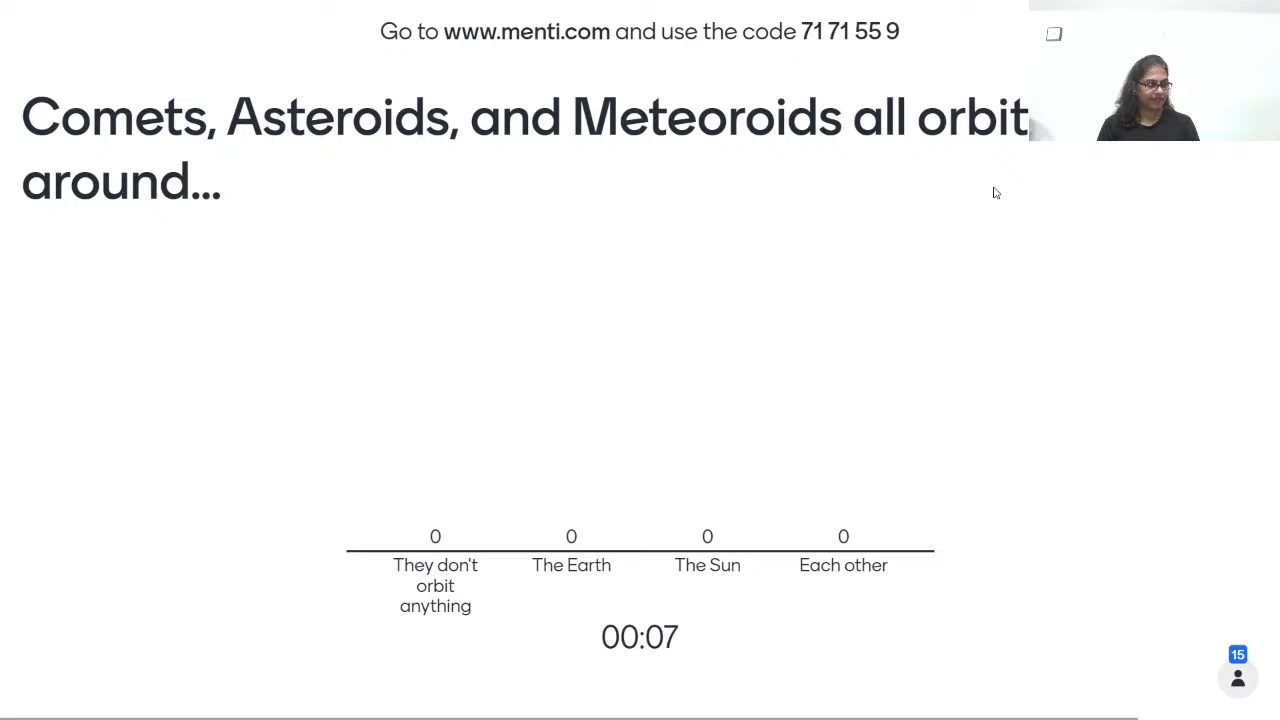 Go to www.menti.com and use the code 71 71 55 9
Comets, Asteroids, and Meteoroids all orbit
around...
0 0 0 0
They don't orbit anything
The Earth
The Sun
Each other
00:07
15